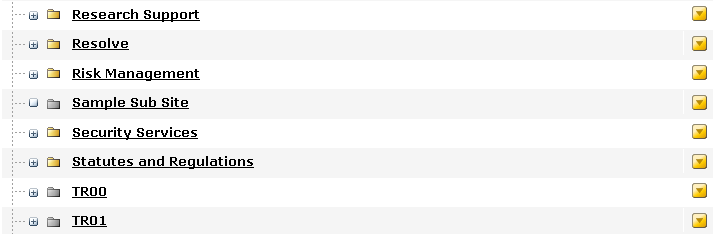 Research Support
Resolve
Risk Management
Sample Sub Site
Security Services
Statutes and Regulations
TR00
TR01